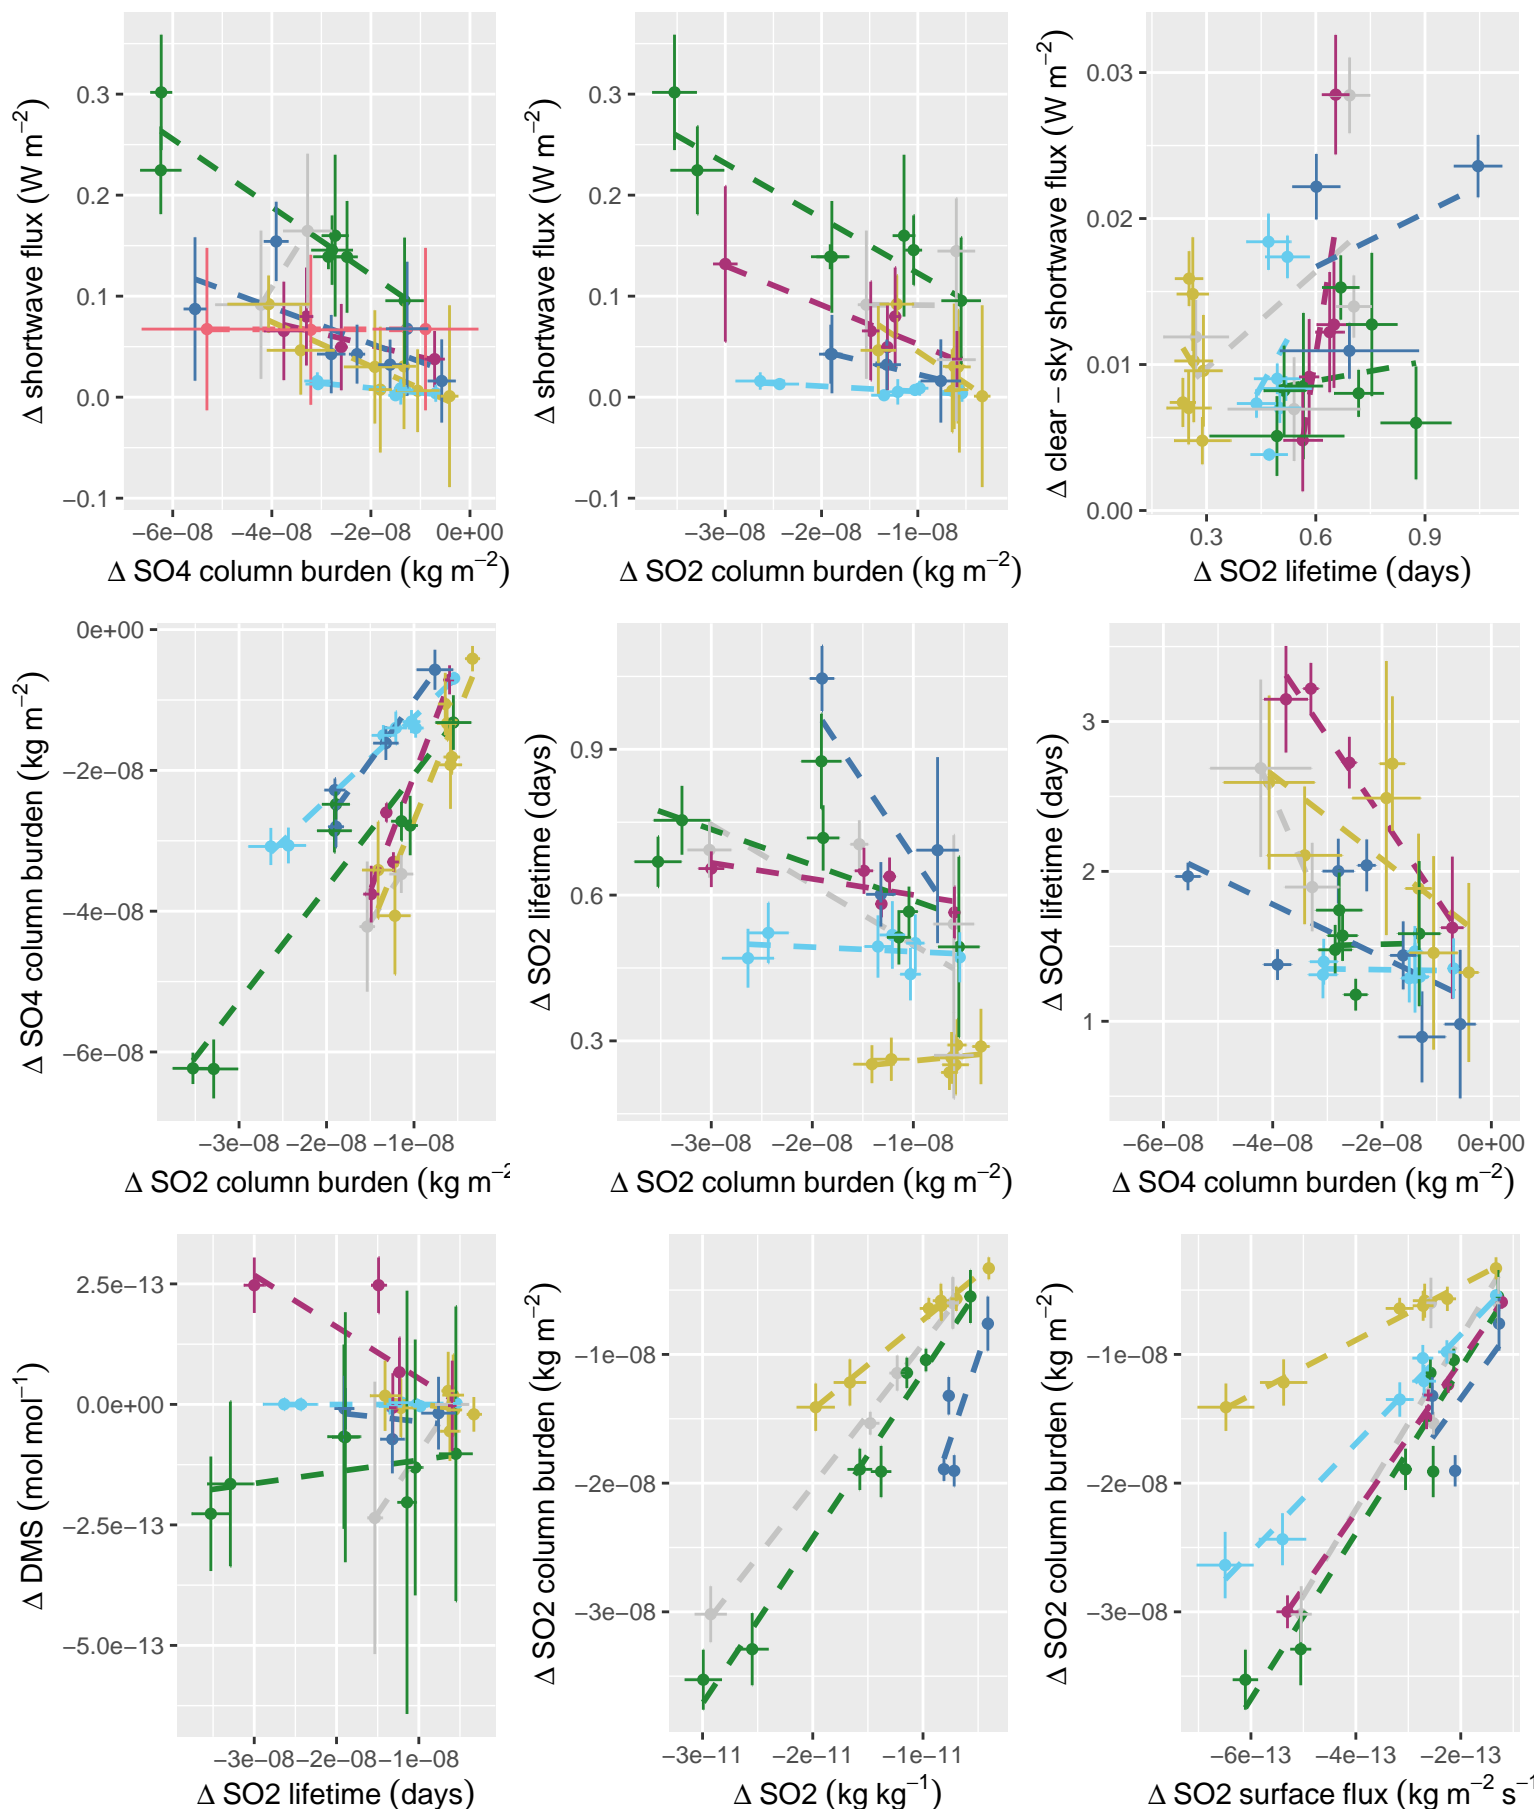 0.3
0.2
0.1
0.0
−0.1
Δ shortwave flux (W m−2)
−6e−08 −4e−08 −2e−08 0e+00
Δ SO4 column burden (kg m−2)
0.3
0.2
0.1
0.0
−0.1
Δ shortwave flux (W m−2)
−3e−08 −2e−08 −1e−08
Δ SO2 column burden (kg m−2)
0.03
0.02
0.01
0.00
Δ clear − sky shortwave flux (W m−2)
0.3 0.6 0.9
Δ SO2 lifetime (days)
0e+00
−2e−08
−4e−08
−6e−08
Δ SO4 column burden (kg m−2)
−3e−08 −2e−08 −1e−08
Δ SO2 column burden (kg m−2
0.9
0.6
0.3
Δ SO2 lifetime (days)
−3e−08 −2e−08 −1e−08
Δ SO2 column burden (kg m−2)
3
2
1
Δ SO4 lifetime (days)
−6e−08 −4e−08 −2e−08 0e+00
Δ SO4 column burden (kg m−2)
2.5e−13
0.0e+00
−2.5e−13
−5.0e−13
Δ DMS (mol mol−1)
−3e−08 −2e−08 −1e−08
Δ SO2 lifetime (days)
−1e−08
−2e−08
−3e−08
Δ SO2 column burden (kg m−2)
−3e−11 −2e−11 −1e−11
Δ SO2 (kg kg−1)
−1e−08
−2e−08
−3e−08
Δ SO2 column burden (kg m−2)
−6e−13 −4e−13 −2e−13
Δ SO2 surface flux (kg m−2 s−1